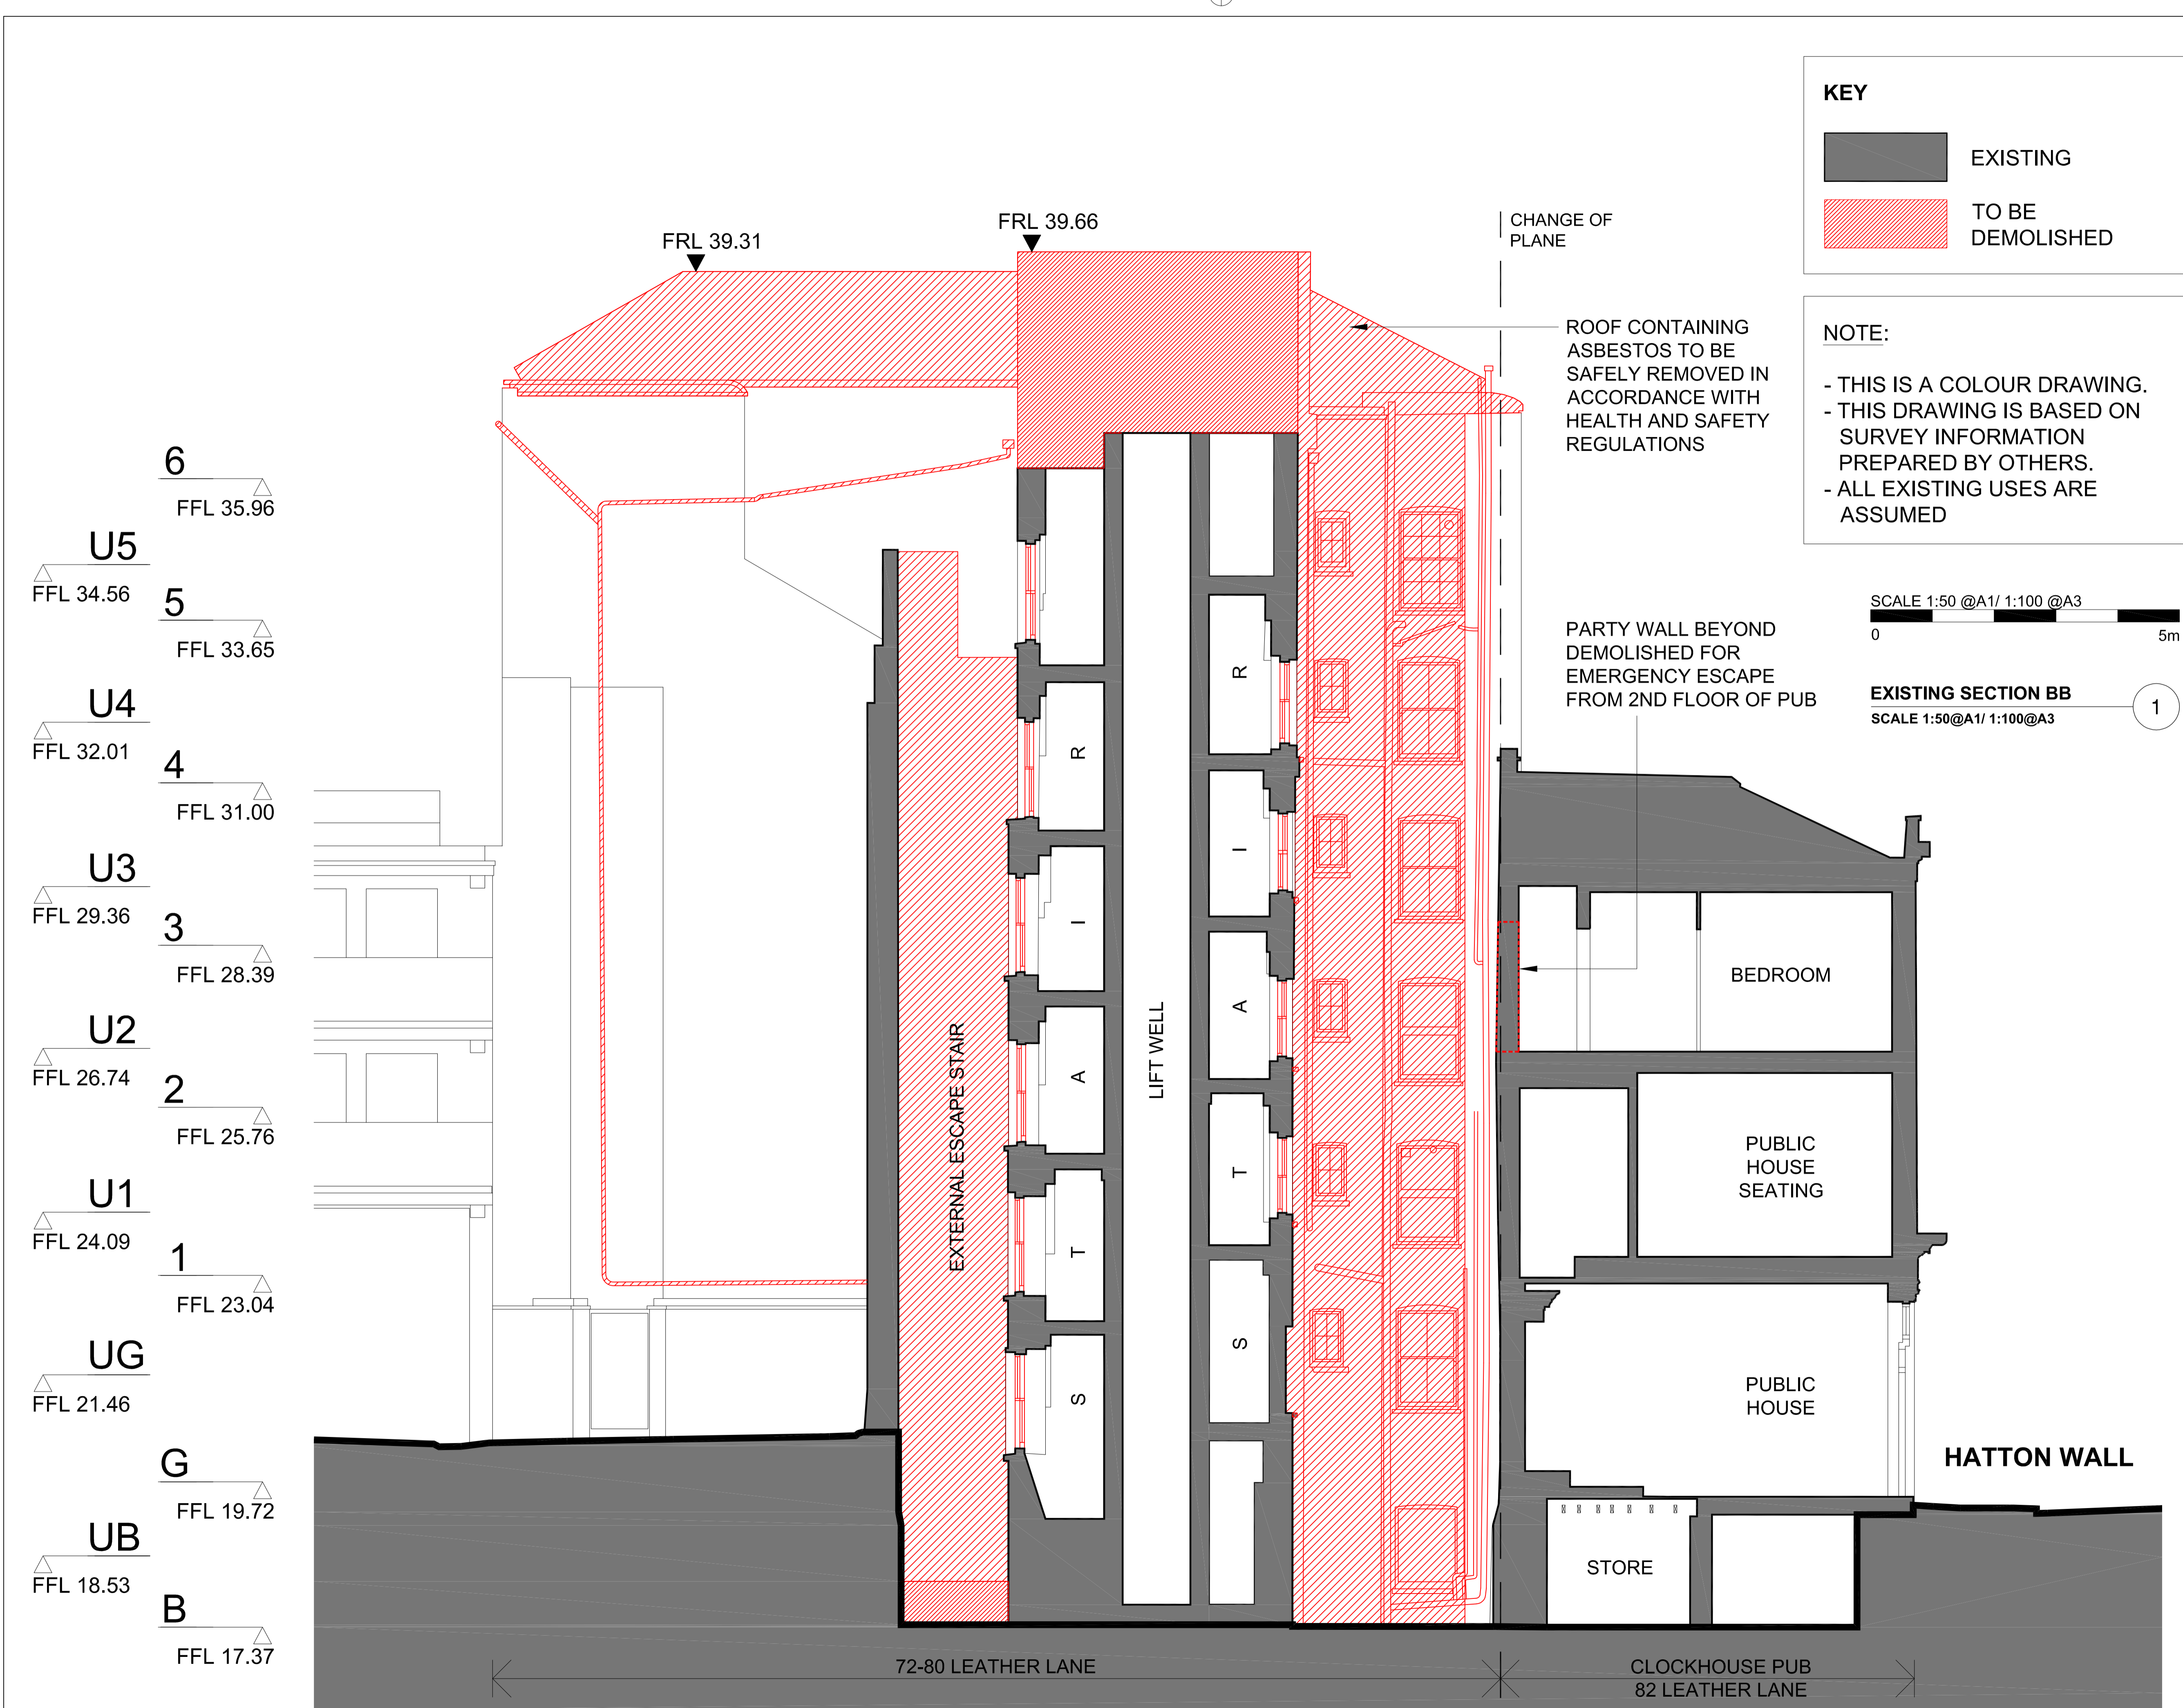 KEY
EXISTING
TO BE
DEMOLISHED
NOTE:
- THIS IS A COLOUR DRAWING.
- THIS DRAWING IS BASED ON
SURVEY INFORMATION
PREPARED BY OTHERS.
- ALL EXISTING USES ARE
ASSUMED
SCALE 1:50 @A1/ 1:100 @A3
0
5m
EXISTING SECTION BB
SCALE 1:50@A1/ 1:100@A3
1
FRL 39.31
FRL 39.66
CHANGE OF
PLANE
ROOF CONTAINING
ASBESTOS TO BE
SAFELY REMOVED IN
ACCORDANCE WITH
HEALTH AND SAFETY
REGULATIONS
PARTY WALL BEYOND
DEMOLISHED FOR
EMERGENCY ESCAPE
FROM 2ND FLOOR OF PUB
6
FFL 35.96
U5
FFL 34.56
5
FFL 33.65
U4
FFL 32.01
4
FFL 31.00
U3
FFL 29.36
3
FFL 28.39
U2
FFL 26.74
2
FFL 25.76
U1
FFL 24.09
1
FFL 23.04
UG
FFL 21.46
G
FFL 19.72
UB
FFL 18.53
B
FFL 17.37
EXTERNAL ESCAPE STAIR
STAIR
LIFT WELL
STAIR
BEDROOM
PUBLIC
HOUSE
SEATING
PUBLIC
HOUSE
STORE
HATTON WALL
72-80 LEATHER LANE
CLOCKHOUSE PUB
82 LEATHER LANE